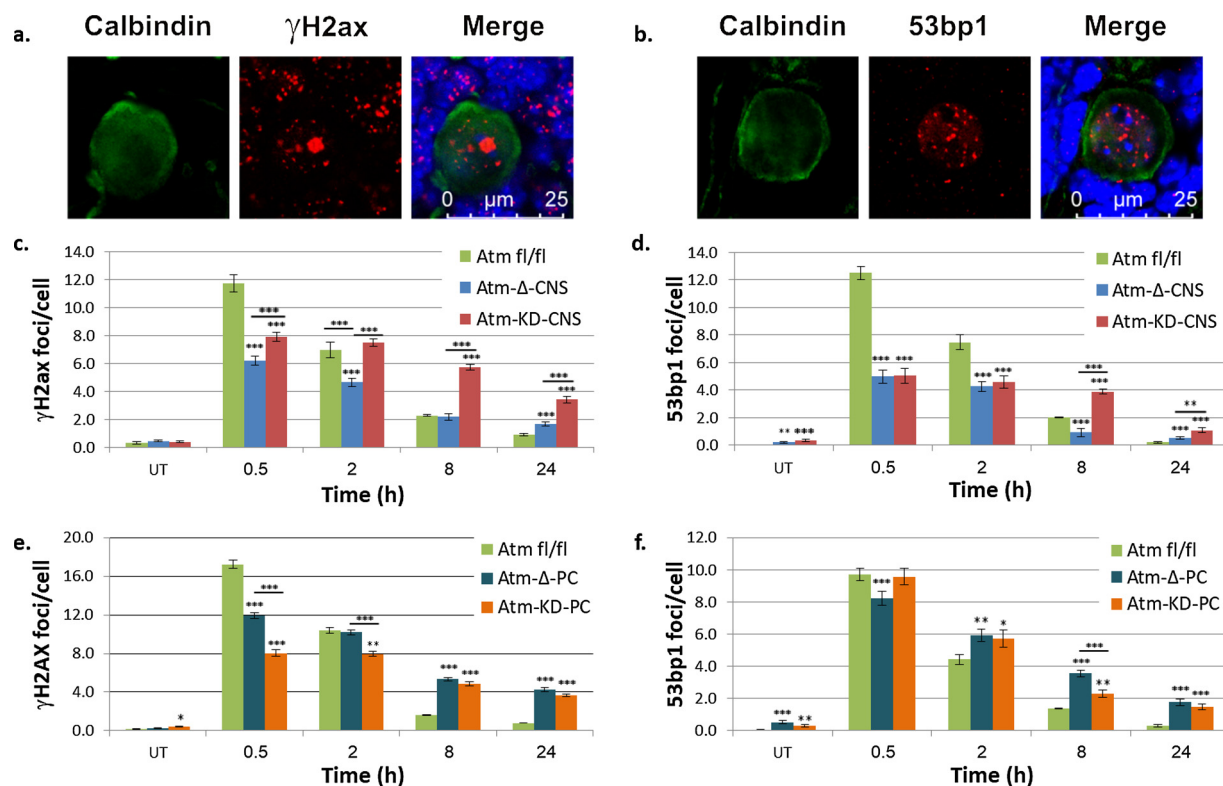 a.
Calbindin γH2ax Merge
0 μm 25
b.
Calbindin 53bp1 Merge
0 μm 25
c.
γH2ax foci/cell
14.0
12.0
10.0
8.0
6.0
4.0
2.0
0.0
Atm fl/fl
Atm-Δ-CNS
Atm-KD-CNS
*** *** ***
*** *** ***
*** ***
*** *** ***
UT 0.5 2 8 24
Time (h)
d.
53bp1 foci/cell
14.0
12.0
10.0
8.0
6.0
4.0
2.0
0.0
Atm fl/fl
Atm-Δ-CNS
Atm-KD-CNS
** ***
*** ***
*** ***
*** *** ***
** *** ***
UT 0.5 2 8 24
Time (h)
e.
γH2AX foci/cell
20.0
16.0
12.0
8.0
4.0
0.0
Atm fl/fl
Atm-Δ-PC
Atm-KD-PC
*
*** *** ***
*** **
*** ***
*** ***
UT 0.5 2 8 24
Time (h)
f.
53bp1 foci/cell
10.0
8.0
6.0
4.0
2.0
0.0
Atm fl/fl
Atm-Δ-PC
Atm-KD-PC
*** **
***
** *
*** *** **
*** ***
UT 0.5 2 8 24
Time (h)